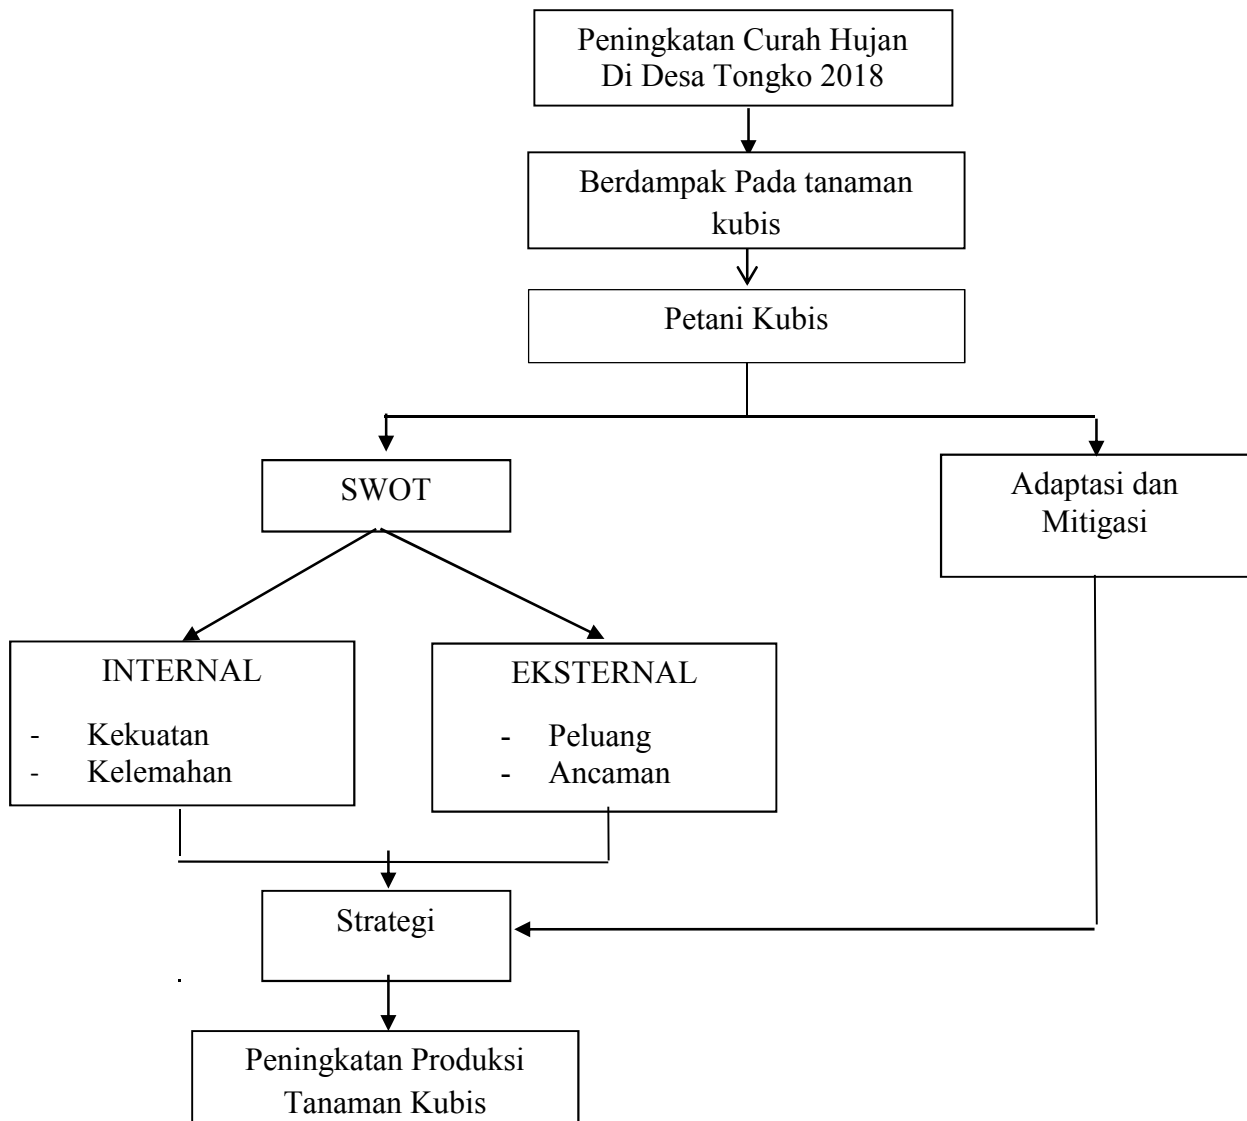 Peningkatan Curah Hujan
Di Desa Tongko 2018
Berdampak Pada tanaman
kubis
Petani Kubis
SWOT
Adaptasi dan
Mitigasi
INTERNAL
- Kekuatan
- Kelemahan
EKSTERNAL
- Peluang
- Ancaman
Strategi
.
Peningkatan Produksi
Tanaman Kubis